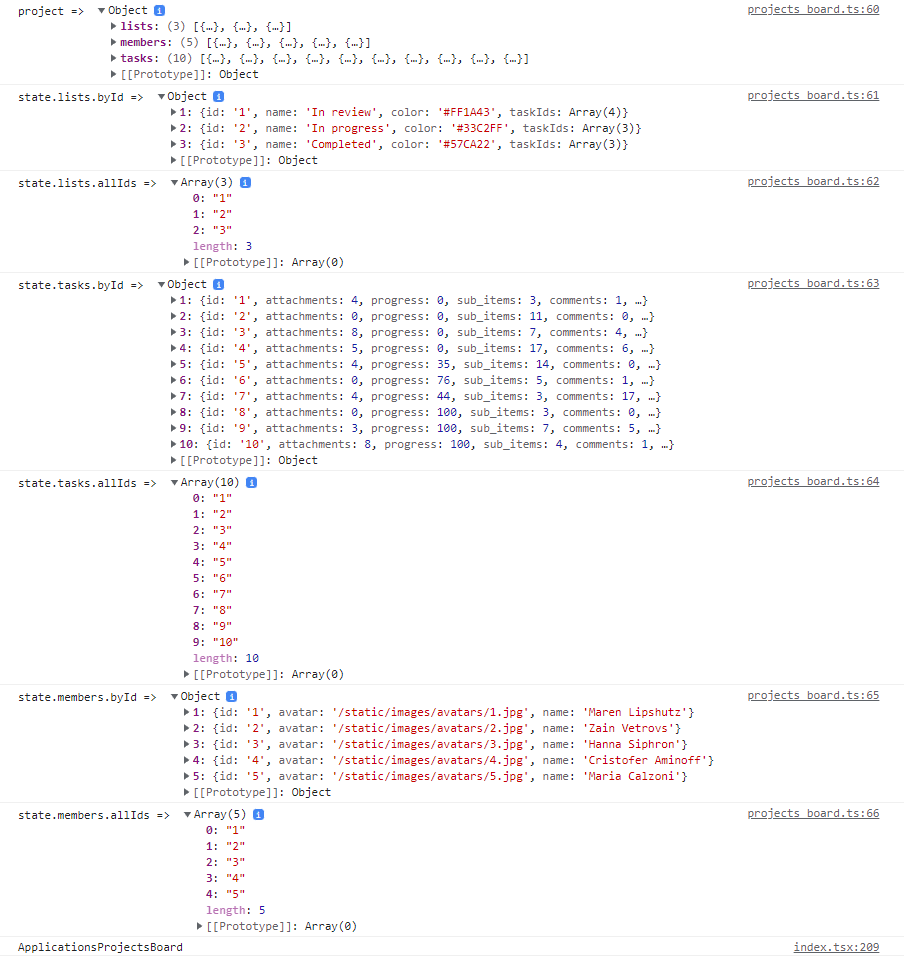 project => ▼Object i projects_board.ts:60
▶lists: (3) [{…}, {…}, {…}]
▶members: (5) [{…}, {…}, {…}, {…}, {…}]
▶tasks: (10) [{…}, {…}, {…}, {…}, {…}, {…}, {…}, {…}, {…}, {…}]
▶[[Prototype]]: Object
state.lists.byId => ▼Object i projects_board.ts:61
▶1: {id: '1', name: 'In review', color: '#FF1A43', taskIds: Array(4)}
▶2: {id: '2', name: 'In progress', color: '#33C2FF', taskIds: Array(3)}
▶3: {id: '3', name: 'Completed', color: '#57CA22', taskIds: Array(3)}
▶[[Prototype]]: Object
state.lists.allIds => ▼Array(3) i projects_board.ts:62
0: "1"
1: "2"
2: "3"
length: 3
▶[[Prototype]]: Array(0)
state.tasks.byId => ▼Object i projects_board.ts:63
▶1: {id: '1', attachments: 4, progress: 0, sub_items: 3, comments: 1, …}
▶2: {id: '2', attachments: 0, progress: 0, sub_items: 11, comments: 0, …}
▶3: {id: '3', attachments: 8, progress: 0, sub_items: 7, comments: 4, …}
▶4: {id: '4', attachments: 5, progress: 0, sub_items: 17, comments: 6, …}
▶5: {id: '5', attachments: 4, progress: 35, sub_items: 14, comments: 0, …}
▶6: {id: '6', attachments: 0, progress: 76, sub_items: 5, comments: 1, …}
▶7: {id: '7', attachments: 4, progress: 44, sub_items: 3, comments: 17, …}
▶8: {id: '8', attachments: 0, progress: 100, sub_items: 3, comments: 0, …}
▶9: {id: '9', attachments: 3, progress: 100, sub_items: 7, comments: 5, …}
▶10: {id: '10', attachments: 8, progress: 100, sub_items: 4, comments: 1, …}
▶[[Prototype]]: Object
state.tasks.allIds => ▼Array(10) i projects_board.ts:64
0: "1"
1: "2"
2: "3"
3: "4"
4: "5"
5: "6"
6: "7"
7: "8"
8: "9"
9: "10"
length: 10
▶[[Prototype]]: Array(0)
state.members.byId => ▼Object i projects_board.ts:65
▶1: {id: '1', avatar: '/static/images/avatars/1.jpg', name: 'Maren Lipshutz'}
▶2: {id: '2', avatar: '/static/images/avatars/2.jpg', name: 'Zain Vetrovs'}
▶3: {id: '3', avatar: '/static/images/avatars/3.jpg', name: 'Hanna Siphron'}
▶4: {id: '4', avatar: '/static/images/avatars/4.jpg', name: 'Cristofer Aminoff'}
▶5: {id: '5', avatar: '/static/images/avatars/5.jpg', name: 'Maria Calzoni'}
▶[[Prototype]]: Object
state.members.allIds => ▼Array(5) i projects_board.ts:66
0: "1"
1: "2"
2: "3"
3: "4"
4: "5"
length: 5
▶[[Prototype]]: Array(0)
ApplicationsProjectsBoard index.tsx:209